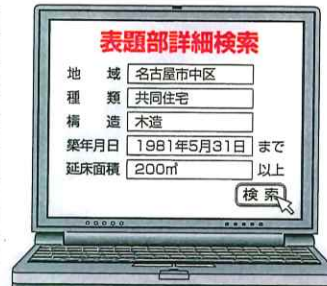 表題部詳細検索
地域 名古屋市中区
種類 共同住宅
構造 木造
築年月日 1981年5月31日 まで
延床面積 200㎡ 以上
検索